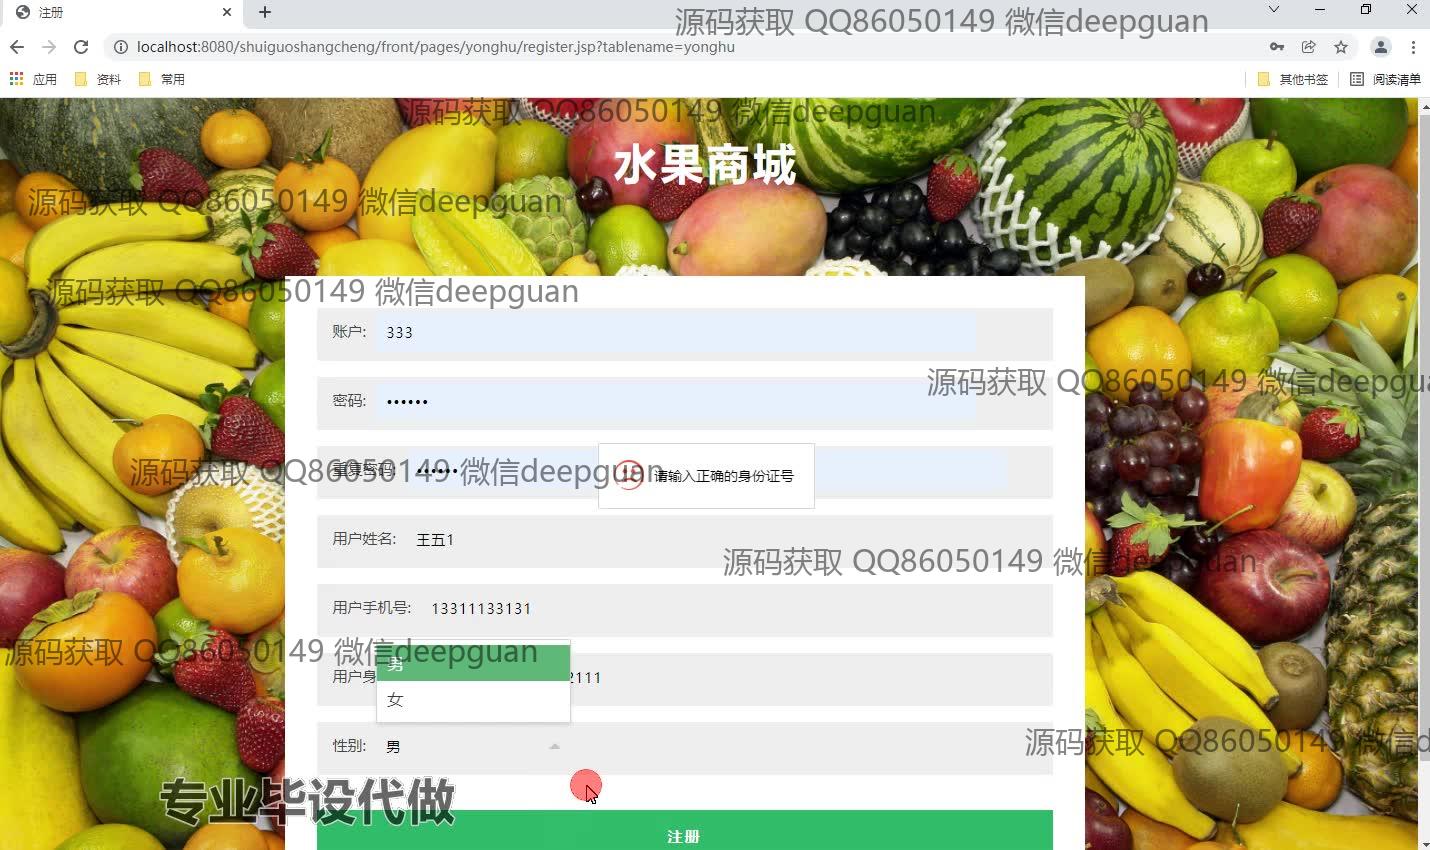 注册
源码获取 QQ86050149 微信deepguan
localhost:8080/shuiguoshangcheng/front/pages/yonghu/register.jsp?tablename=yonghu
应用 资料 常用 其他书签 阅读清单
源码获取 QQ86050149 微信deepguan
水果商城
源码获取 QQ86050149 微信deepguan
源码获取 QQ86050149 微信deepguan
账户: 333
源码获取 QQ86050149 微信deepgua
密码: ••••••
重复密码: ••••••
源码获取 QQ86050149 微信deepguan
请输入正确的身份证号
用户姓名: 王五1
源码获取 QQ86050149 微信deepguan
用户手机号: 13311133131
源码获取 QQ86050149 微信deepguan
男
用户身 2111
女
性别: 男
源码获取 QQ86050149 微信d
专业毕设代做
注册